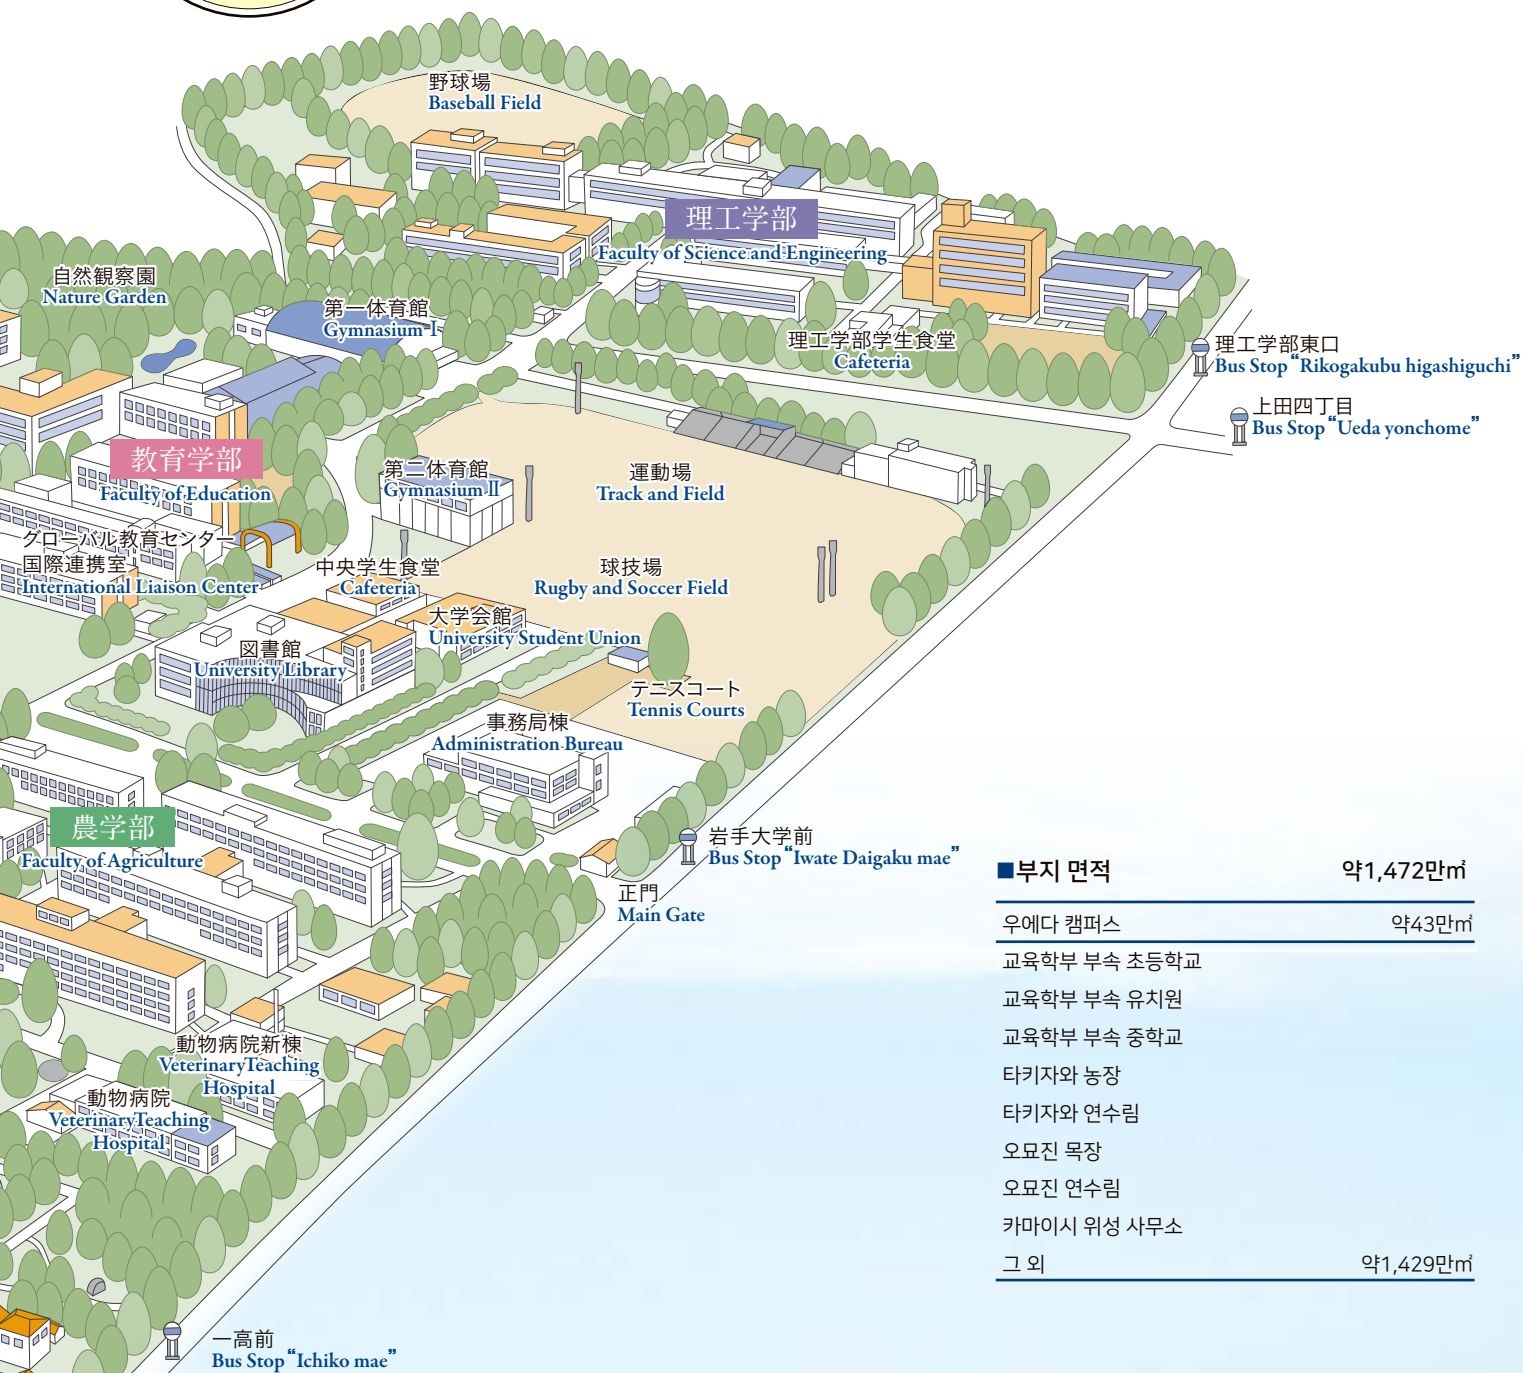 野球場
Baseball Field
理工学部
Faculty of Science and Engineering
自然観察園
Nature Garden
第一体育館
Gymnasium Ⅰ
理工学部学生食堂
Cafeteria
理工学部東口
Bus Stop “Rikogakubu higashiguchi”
上田四丁目
Bus Stop “Ueda yonchome”
教育学部
Faculty of Education
第二体育館
Gymnasium Ⅱ
運動場
Track and Field
グローバル教育センター
国際連携室
International Liaison Center
中央学生食堂
Cafeteria
球技場
Rugby and Soccer Field
大学会館
University Student Union
図書館
University Library
テニスコート
Tennis Courts
事務局棟
Administration Bureau
農学部
Faculty of Agriculture
岩手大学前
Bus Stop “Iwate Daigaku mae”
正門
Main Gate
動物病院新棟
VeterinaryTeaching
Hospital
動物病院
VeterinaryTeaching
Hospital
一高前
Bus Stop “Ichiko mae”
■부지 면적 약1,472만㎡
우에다 캠퍼스 약43만㎡
교육학부 부속 초등학교
교육학부 부속 유치원
교육학부 부속 중학교
타키자와 농장
타키자와 연수림
오묘진 목장
오묘진 연수림
카마이시 위성 사무소
그 외 약1,429만㎡